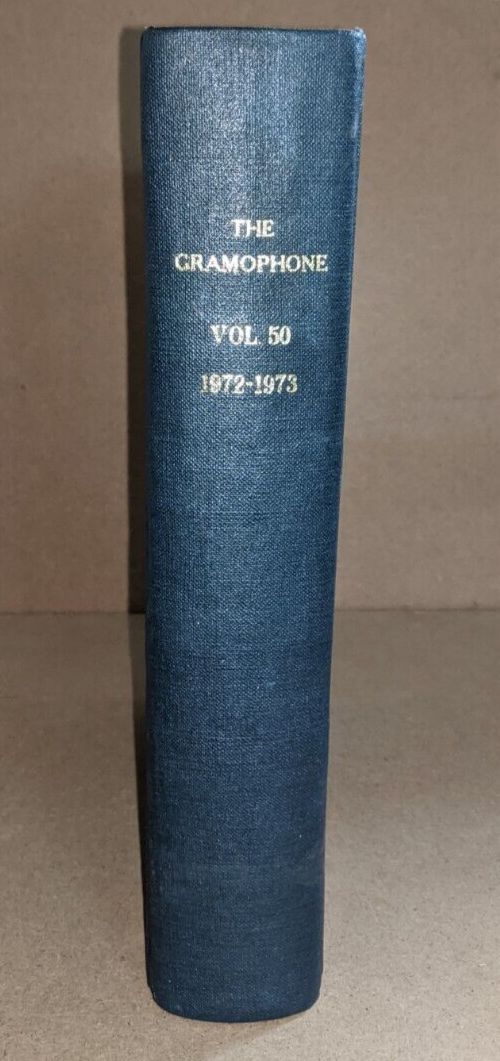 THE
GRAMOPHONE
VOL. 50
1972-1973